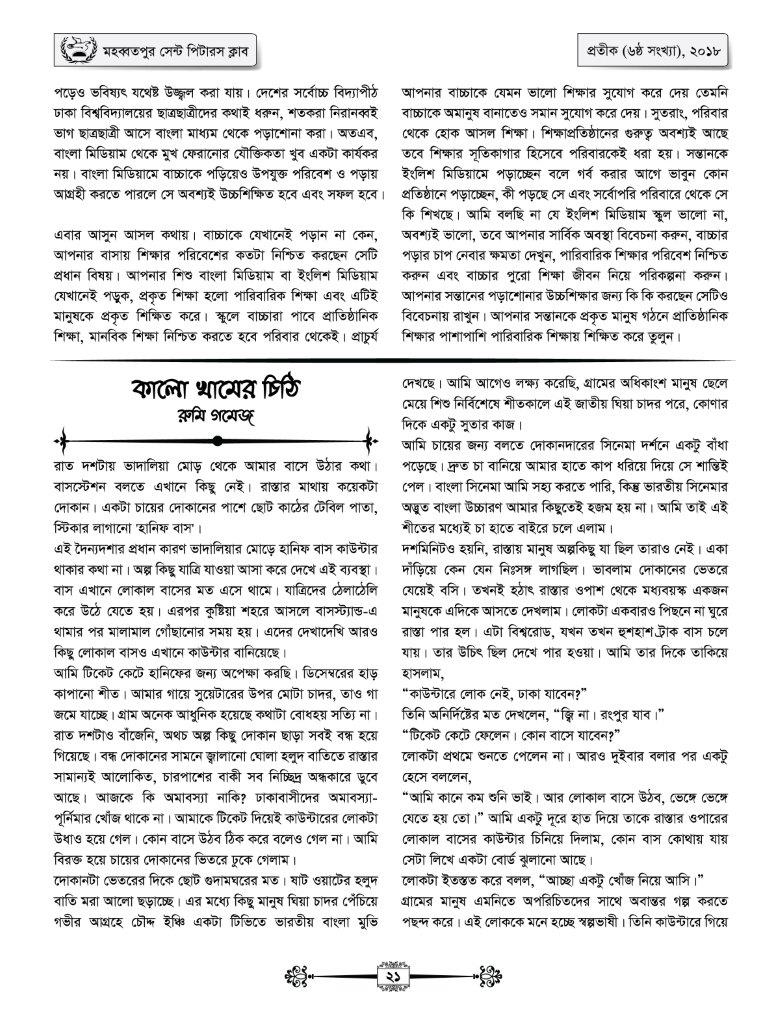 মহব্বতপুর সেন্ট পিটারস ক্লাব
প্রতীক (৬ষ্ঠ সংখ্যা), ২০১৮
পড়েও ভবিষ্যৎ যথেষ্ট উজ্জ্বল করা যায়। দেশের সর্বোচ্চ বিদ্যাপীঠ
ঢাকা বিশ্ববিদ্যালয়ের ছাত্রছাত্রীদের কথাই ধরুন, শতকরা নিরানব্বই
ভাগ ছাত্রছাত্রী আসে বাংলা মাধ্যম থেকে পড়াশোনা করা। অতএব,
বাংলা মিডিয়াম থেকে মুখ ফেরানোর যৌক্তিকতা খুব একটা কার্যকর
নয়। বাংলা মিডিয়ামে বাচ্চাকে পড়িয়েও উপযুক্ত পরিবেশ ও পড়ায়
আগ্রহী করতে পারলে সে অবশ্যই উচ্চশিক্ষিত হবে এবং সফল হবে।
এবার আসুন আসল কথায়। বাচ্চাকে যেখানেই পড়ান না কেন,
আপনার বাসায় শিক্ষার পরিবেশের কতটা নিশ্চিত করছেন সেটি
প্রধান বিষয়। আপনার শিশু বাংলা মিডিয়াম বা ইংলিশ মিডিয়াম
যেখানেই পড়ুক, প্রকৃত শিক্ষা হলো পারিবারিক শিক্ষা এবং এটিই
মানুষকে প্রকৃত শিক্ষিত করে। স্কুলে বাচ্চারা পাবে প্রাতিষ্ঠানিক
শিক্ষা, মানবিক শিক্ষা নিশ্চিত করতে হবে পরিবার থেকেই। প্রাচুর্য
আপনার বাচ্চাকে যেমন ভালো শিক্ষার সুযোগ করে দেয় তেমনি
বাচ্চাকে অমানুষ বানাতেও সমান সুযোগ করে দেয়। সুতরাং, পরিবার
থেকে হোক আসল শিক্ষা। শিক্ষাপ্রতিষ্ঠানের গুরুত্ব অবশ্যই আছে
তবে শিক্ষার সূতিকাগার হিসেবে পরিবারকেই ধরা হয়। সন্তানকে
ইংলিশ মিডিয়ামে পড়াচ্ছেন বলে গর্ব করার আগে ভাবুন কোন
প্রতিষ্ঠানে পড়াচ্ছেন, কী পড়ছে সে এবং সর্বোপরি পরিবারে থেকে সে
কি শিখছে। আমি বলছি না যে ইংলিশ মিডিয়াম স্কুল ভালো না,
অবশ্যই ভালো, তবে আপনার সার্বিক অবস্থা বিবেচনা করুন, বাচ্চার
পড়ার চাপ নেবার ক্ষমতা দেখুন, পারিবারিক শিক্ষার পরিবেশ নিশ্চিত
করুন এবং বাচ্চার পুরো শিক্ষা জীবন নিয়ে পরিকল্পনা করুন।
আপনার সন্তানের পড়াশোনার উচ্চশিক্ষার জন্য কি কি করছেন সেটিও
বিবেচনায় রাখুন। আপনার সন্তানকে প্রকৃত মানুষ গঠনে প্রাতিষ্ঠানিক
শিক্ষার পাশাপাশি পারিবারিক শিক্ষায় শিক্ষিত করে তুলুন।
কালো খামের চিঠি
রুমি গমেজ
রাত দশটায় ভাদালিয়া মোড় থেকে আমার বাসে উঠার কথা।
বাসস্টেশন বলতে এখানে কিছু নেই। রাস্তার মাথায় কয়েকটা
দোকান। একটা চায়ের দোকানের পাশে ছোট কাঠের টেবিল পাতা,
স্টিকার লাগানো 'হানিফ বাস'।
এই দৈন্যদশার প্রধান কারণ ভাদালিয়ার মোড়ে হানিফ বাস কাউন্টার
থাকার কথা না। অল্প কিছু যাত্রি যাওয়া আসা করে দেখে এই ব্যবস্থা।
বাস এখানে লোকাল বাসের মত এসে থামে। যাত্রিদের ঠেলাঠেলি
করে উঠে যেতে হয়। এরপর কুষ্টিয়া শহরে আসলে বাসস্ট্যান্ড-এ
থামার পর মালামাল গোঁছানোর সময় হয়। এদের দেখাদেখি আরও
কিছু লোকাল বাসও এখানে কাউন্টার বানিয়েছে।
আমি টিকেট কেটে হানিফের জন্য অপেক্ষা করছি। ডিসেম্বরের হাড়
কাপানো শীত। আমার গায়ে সুয়েটারের উপর মোটা চাদর, তাও গা
জমে যাচ্ছে। গ্রাম অনেক আধুনিক হয়েছে কথাটা বোধহয় সত্যি না।
রাত দশটাও বাঁজেনি, অথচ অল্প কিছু দোকান ছাড়া সবই বন্ধ হয়ে
গিয়েছে। বন্ধ দোকানের সামনে জ্বালানো ঘোলা হলুদ বাতিতে রাস্তার
সামান্যই আলোকিত, চারপাশের বাকী সব নিচ্ছিদ্র অন্ধকারে ডুবে
আছে। আজকে কি অমাবস্যা নাকি? ঢাকাবাসীদের অমাবস্যা-
পূর্নিমার খোঁজ থাকে না। আমাকে টিকেট দিয়েই কাউন্টারের লোকটা
উধাও হয়ে গেল। কোন বাসে উঠব ঠিক করে বলেও গেল না। আমি
বিরক্ত হয়ে চায়ের দোকানের ভিতরে ঢুকে গেলাম।
দোকানটা ভেতরের দিকে ছোট গুদামঘরের মত। ষাট ওয়াটের হলুদ
বাতি মরা আলো ছড়াচ্ছে। এর মধ্যে কিছু মানুষ ঘিয়া চাদর পেঁচিয়ে
গভীর আগ্রহে চৌদ্দ ইঞ্চি একটা টিভিতে ভারতীয় বাংলা মুভি
দেখছে। আমি আগেও লক্ষ্য করেছি, গ্রামের অধিকাংশ মানুষ ছেলে
মেয়ে শিশু নির্বিশেষে শীতকালে এই জাতীয় ঘিয়া চাদর পরে, কোণার
দিকে একটু সুতার কাজ।
আমি চায়ের জন্য বলতে দোকানদারের সিনেমা দর্শনে একটু বাঁধা
পড়েছে। দ্রুত চা বানিয়ে আমার হাতে কাপ ধরিয়ে দিয়ে সে শান্তিই
পেল। বাংলা সিনেমা আমি সহ্য করতে পারি, কিন্তু ভারতীয় সিনেমার
অদ্ভুত বাংলা উচ্চারণ আমার কিছুতেই হজম হয় না। আমি তাই এই
শীতের মধ্যেই চা হাতে বাইরে চলে এলাম।
দশমিনিটও হয়নি, রাস্তায় মানুষ অল্পকিছু যা ছিল তারাও নেই। একা
দাঁড়িয়ে কেন যেন নিঃসঙ্গ লাগছিল। ভাবলাম দোকানের ভেতরে
যেয়েই বসি। তখনই হঠাৎ রাস্তার ওপাশ থেকে মধ্যবয়স্ক একজন
মানুষকে এদিকে আসতে দেখলাম। লোকটা একবারও পিছনে না ঘুরে
রাস্তা পার হল। এটা বিশ্বরোড, যখন তখন হুশহাশ ট্রাক বাস চলে
যায়। তার উচিৎ ছিল দেখে পার হওয়া। আমি তার দিকে তাকিয়ে
হাসলাম,
“কাউন্টারে লোক নেই, ঢাকা যাবেন?”
তিনি অনির্দিষ্টের মত দেখলেন, “জ্বি না। রংপুর যাব।”
“টিকেট কেটে ফেলেন। কোন বাসে যাবেন?”
লোকটা প্রথমে শুনতে পেলেন না। আরও দুইবার বলার পর একটু
হেসে বললেন,
“আমি কানে কম শুনি ভাই। আর লোকাল বাসে উঠব, ভেঙ্গে ভেঙ্গে
যেতে হয় তো।” আমি একটু দূরে হাত দিয়ে তাকে রাস্তার ওপারের
লোকাল বাসের কাউন্টার চিনিয়ে দিলাম, কোন বাস কোথায় যায়
সেটা লিখে একটা বোর্ড ঝুলানো আছে।
লোকটা ইতস্তত করে বলল, “আচ্ছা একটু খোঁজ নিয়ে আসি।”
গ্রামের মানুষ এমনিতে অপরিচিতদের সাথে অবান্তর গল্প করতে
পছন্দ করে। এই লোককে মনে হচ্ছে স্বল্পভাষী। তিনি কাউন্টারে গিয়ে
২১